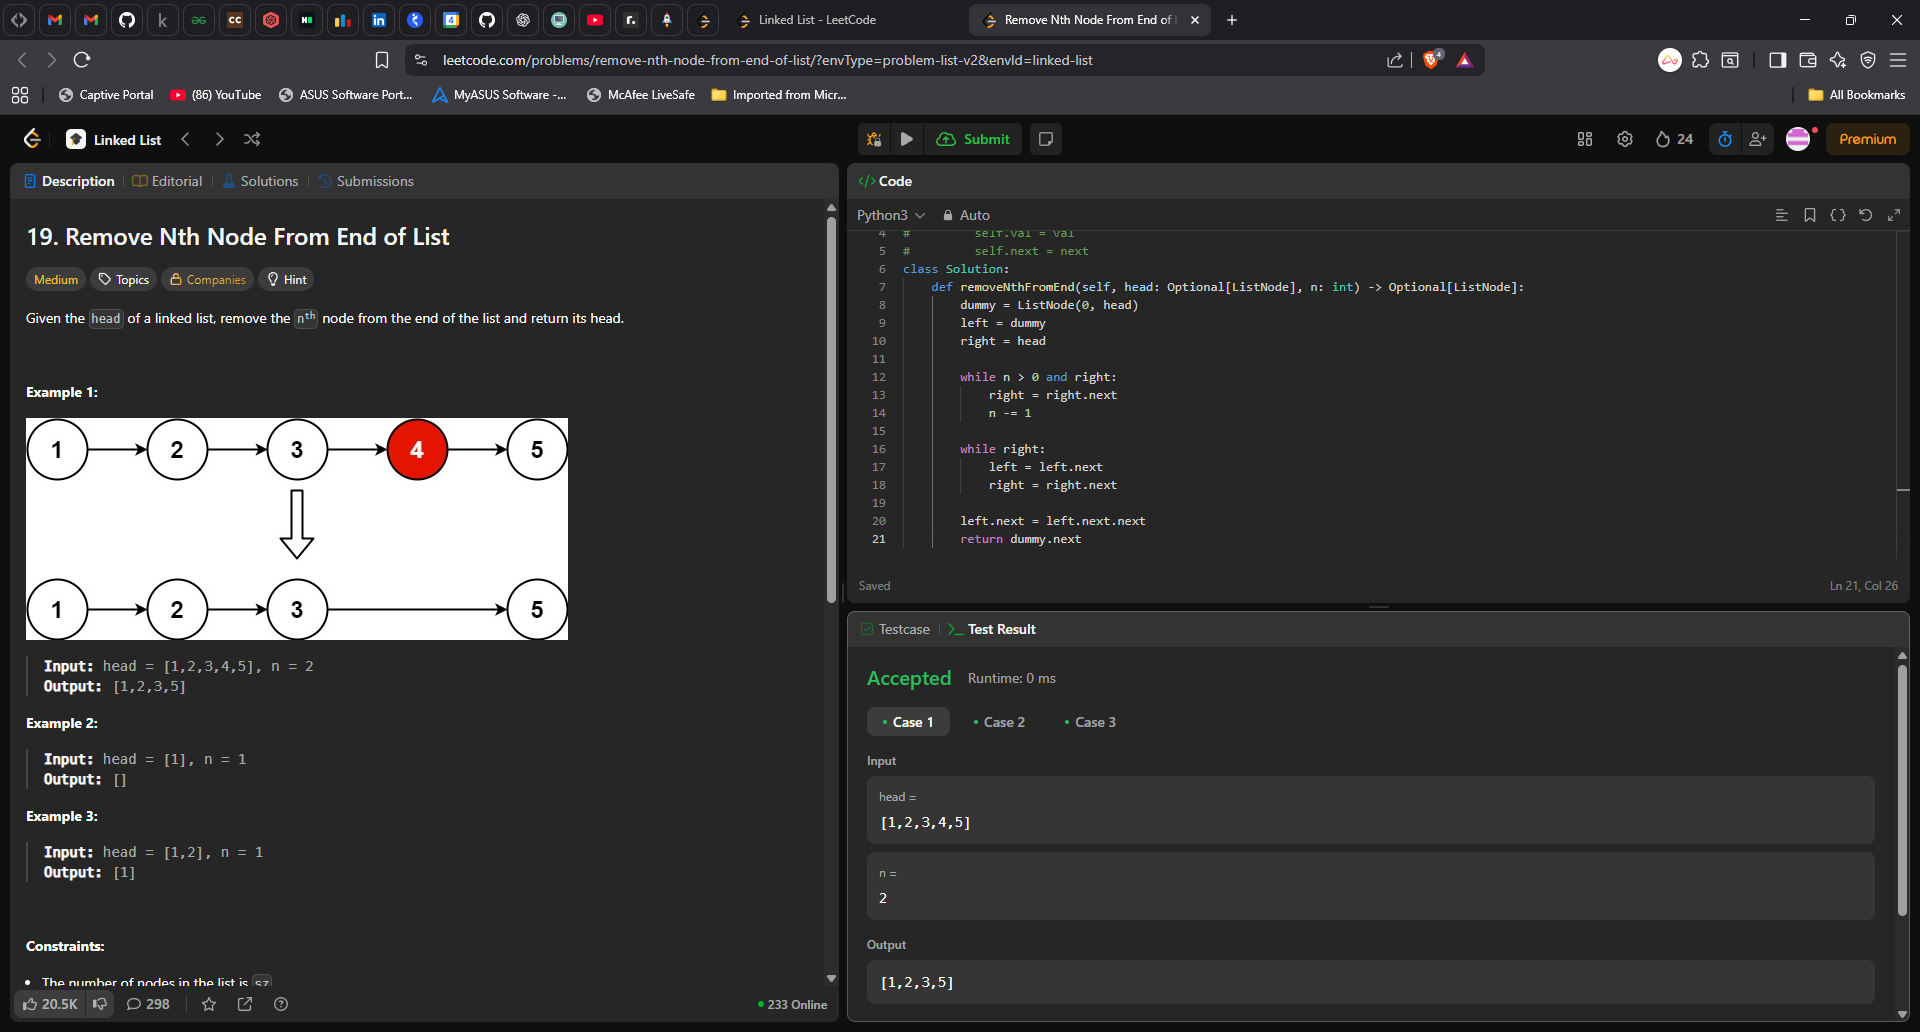 Linked List - LeetCode
Remove Nth Node From End of L
leetcode.com/problems/remove-nth-node-from-end-of-list/?envType=problem-list-v2&envId=linked-list
4
Captive Portal
(86) YouTube
ASUS Software Port...
MyASUS Software -...
McAfee LiveSafe
Imported from Micr...
All Bookmarks
Linked List
Submit
24
Premium
Description
Editorial
Solutions
Submissions
19. Remove Nth Node From End of List
Medium
Topics
Companies
Hint
Given the head of a linked list, remove the nth node from the end of the list and return its head.
Example 1:
1 2 3 4 5
1 2 3 5
Input: head = [1,2,3,4,5], n = 2
Output: [1,2,3,5]
Example 2:
Input: head = [1], n = 1
Output: []
Example 3:
Input: head = [1,2], n = 1
Output: [1]
Constraints:
• The number of nodes in the list is sz
20.5K
298
233 Online
</> Code
Python3
Auto
4 #         self.val = val
5 #         self.next = next
6 class Solution:
7     def removeNthFromEnd(self, head: Optional[ListNode], n: int) -> Optional[ListNode]:
8         dummy = ListNode(0, head)
9         left = dummy
10         right = head
11
12         while n > 0 and right:
13             right = right.next
14             n -= 1
15
16         while right:
17             left = left.next
18             right = right.next
19
20         left.next = left.next.next
21         return dummy.next
Saved
Ln 21, Col 26
Testcase
>_ Test Result
Accepted
Runtime: 0 ms
• Case 1
• Case 2
• Case 3
Input
head =
[1,2,3,4,5]
n =
2
Output
[1,2,3,5]